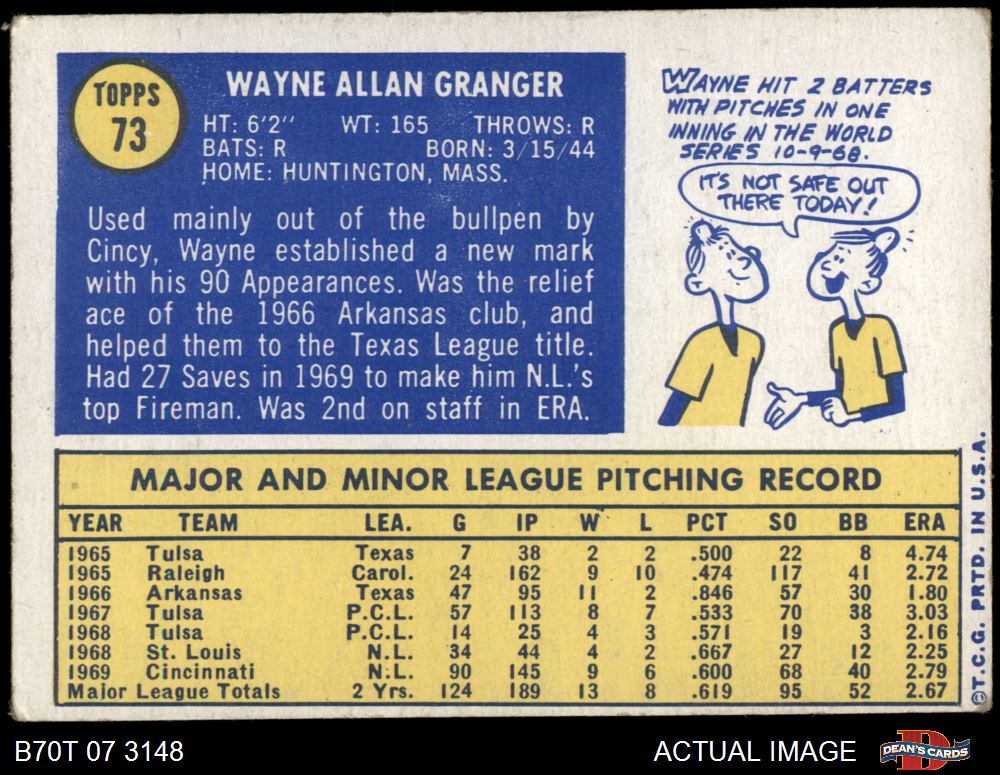 TOPPS
73
WAYNE ALLAN GRANGER
HT: 6'2" WT: 165 THROWS: R
BATS: R BORN: 3/15/44
HOME: HUNTINGTON, MASS.
Used mainly out of the bullpen by
Cincy, Wayne established a new mark
with his 90 Appearances. Was the relief
ace of the 1966 Arkansas club, and
helped them to the Texas League title.
Had 27 Saves in 1969 to make him N.L.'s
top Fireman. Was 2nd on staff in ERA.
WAYNE HIT 2 BATTERS
WITH PITCHES IN ONE
INNING IN THE WORLD
SERIES 10-9-68.
IT'S NOT SAFE OUT
THERE TODAY!
MAJOR AND MINOR LEAGUE PITCHING RECORD
YEAR TEAM LEA. G IP W L PCT SO BB ERA
1965 Tulsa Texas 7 38 2 2 .500 22 8 4.74
1965 Raleigh Carol. 24 162 9 10 .474 117 41 2.72
1966 Arkansas Texas 47 95 11 2 .846 57 30 1.80
1967 Tulsa P.C.L. 57 113 8 7 .533 70 38 3.03
1968 Tulsa P.C.L. 14 25 4 3 .571 19 3 2.16
1968 St. Louis N.L. 34 44 4 2 .667 27 12 2.25
1969 Cincinnati N.L. 90 145 9 6 .600 68 40 2.79
Major League Totals 2 Yrs. 124 189 13 8 .619 95 52 2.67
©T.C.G. PRTD. IN U.S.A.
B70T 07 3148
ACTUAL IMAGE
DEAN'S CARDS